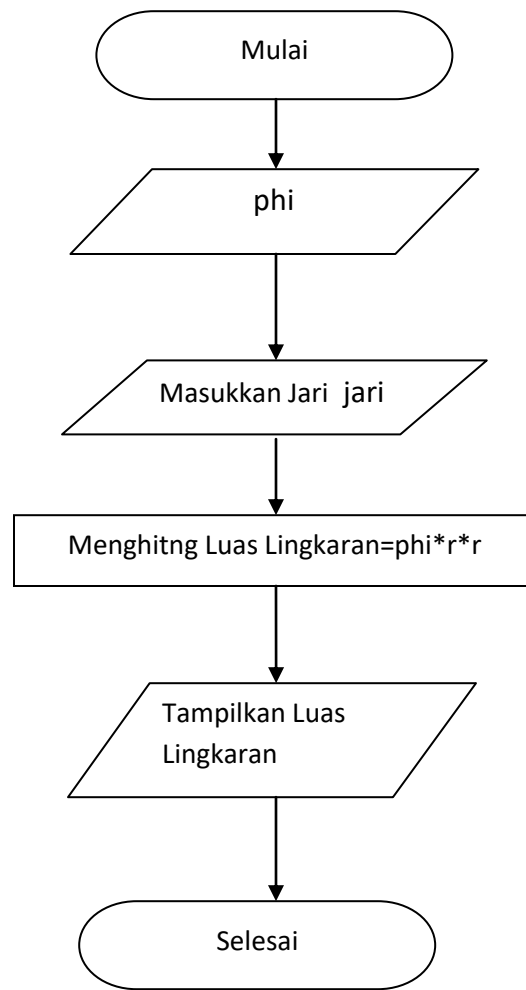 Mulai
phi
Masukkan Jari jari
Menghitng Luas Lingkaran=phi*r*r
Tampilkan Luas
Lingkaran
Selesai